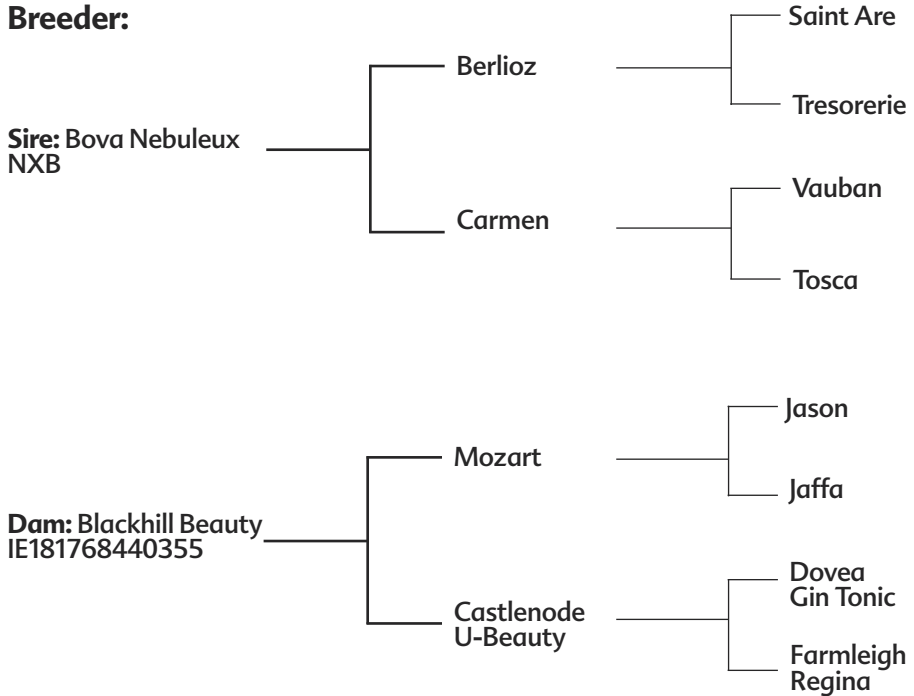 Breeder:
Saint Are
Berlioz
Tresorerie
Sire: Bova Nebuleux
NXB
Vauban
Carmen
Tosca
Jason
Mozart
Jaffa
Dam: Blackhill Beauty
IE181768440355
Dovea
Gin Tonic
Castlenode
U-Beauty
Farmleigh
Regina